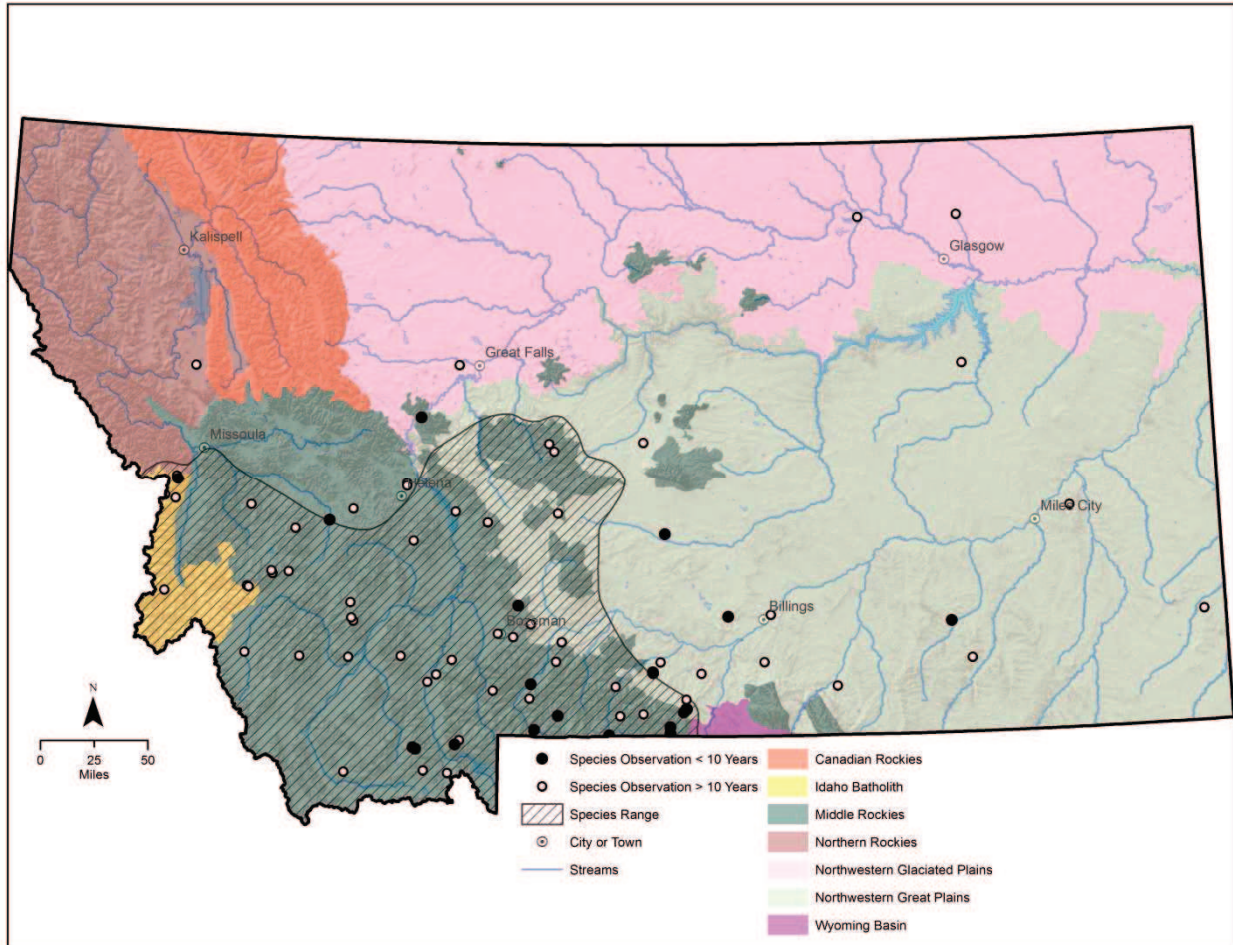 Kalispell
Glasgow
Great Falls
Missoula
Helena
Miles City
Billings
Bozeman
N
0 25 50
Miles
Species Observation < 10 Years
Species Observation > 10 Years
Species Range
City or Town
Streams
Canadian Rockies
Idaho Batholith
Middle Rockies
Northern Rockies
Northwestern Glaciated Plains
Northwestern Great Plains
Wyoming Basin